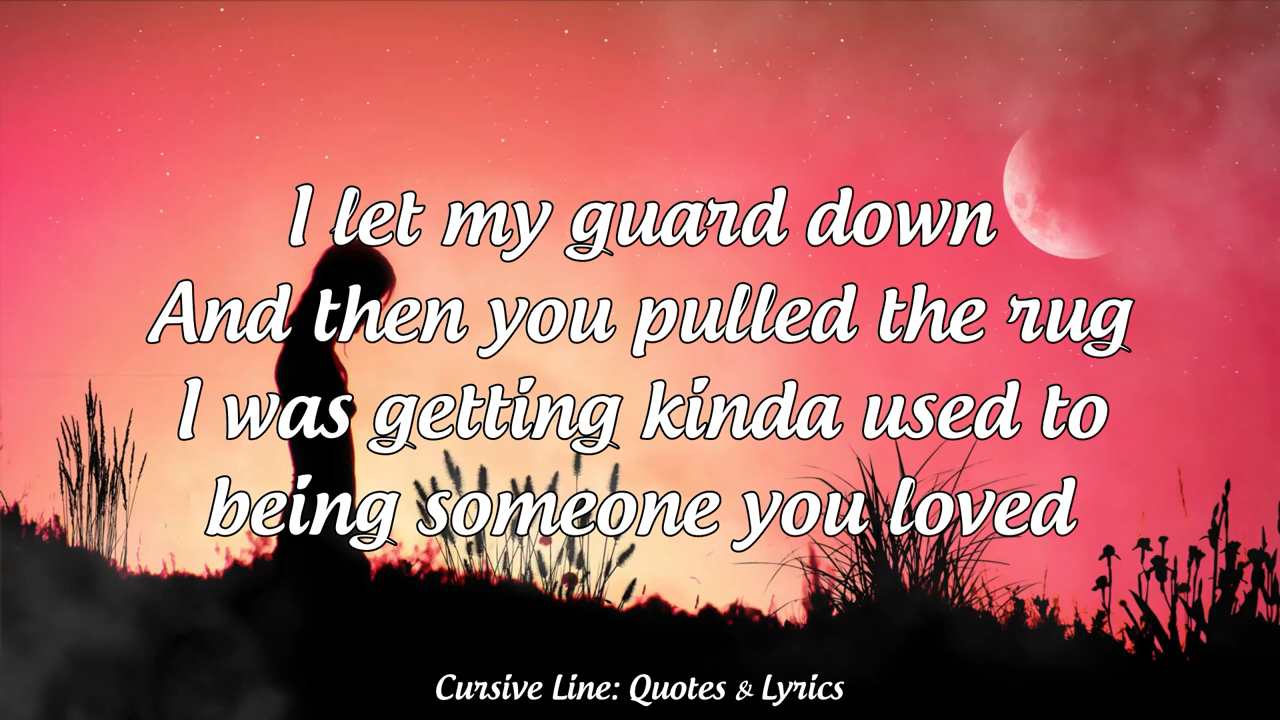 I let my guard down
And then you pulled the rug
I was getting kinda used to
being someone you loved
Cursive Line: Quotes & Lyrics